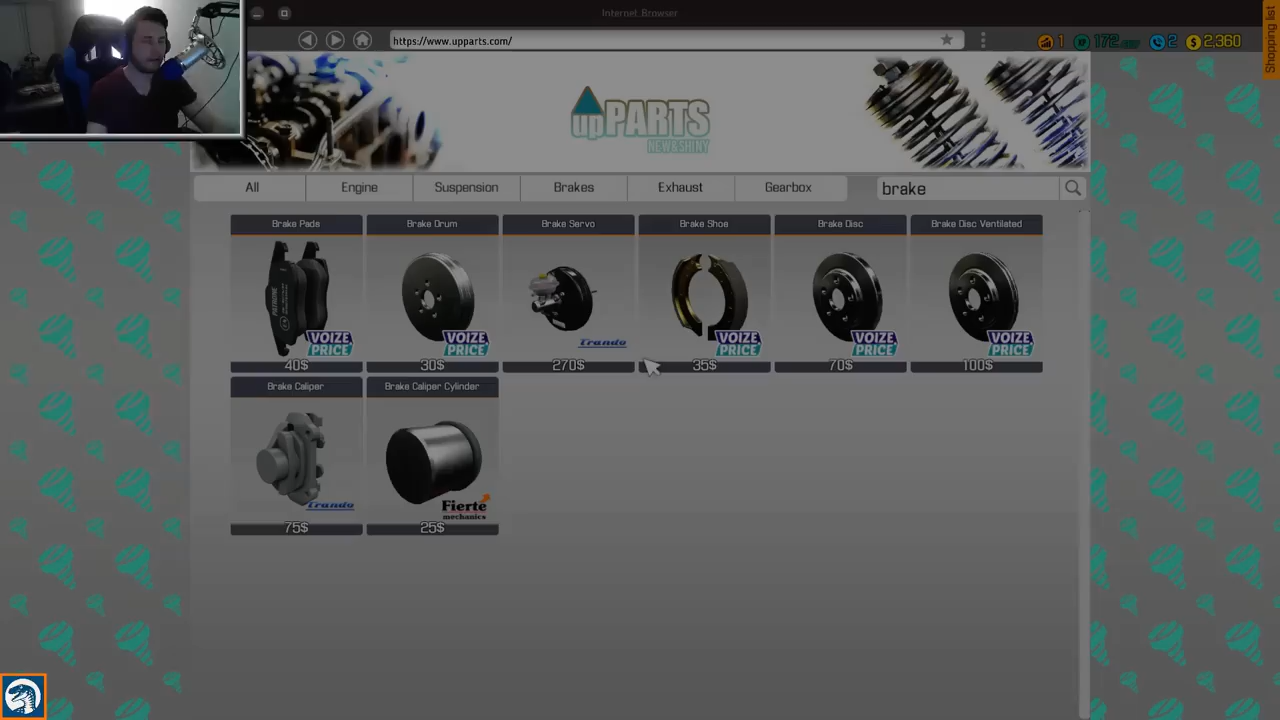 Internet Browser
https://www.upparts.com/
1 172 2 2,360
Shopping list
upPARTS
NEW&SHINY
All Engine Suspension Brakes Exhaust Gearbox brake
Brake Pads Brake Drum Brake Servo Brake Shoe Brake Disc Brake Disc Ventilated
VOIZE PRICE VOIZE PRICE Trando VOIZE PRICE VOIZE PRICE VOIZE PRICE
40$ 30$ 270$ 35$ 70$ 100$
Brake Caliper Brake Caliper Cylinder
Trando Fierte mechanics
75$ 25$